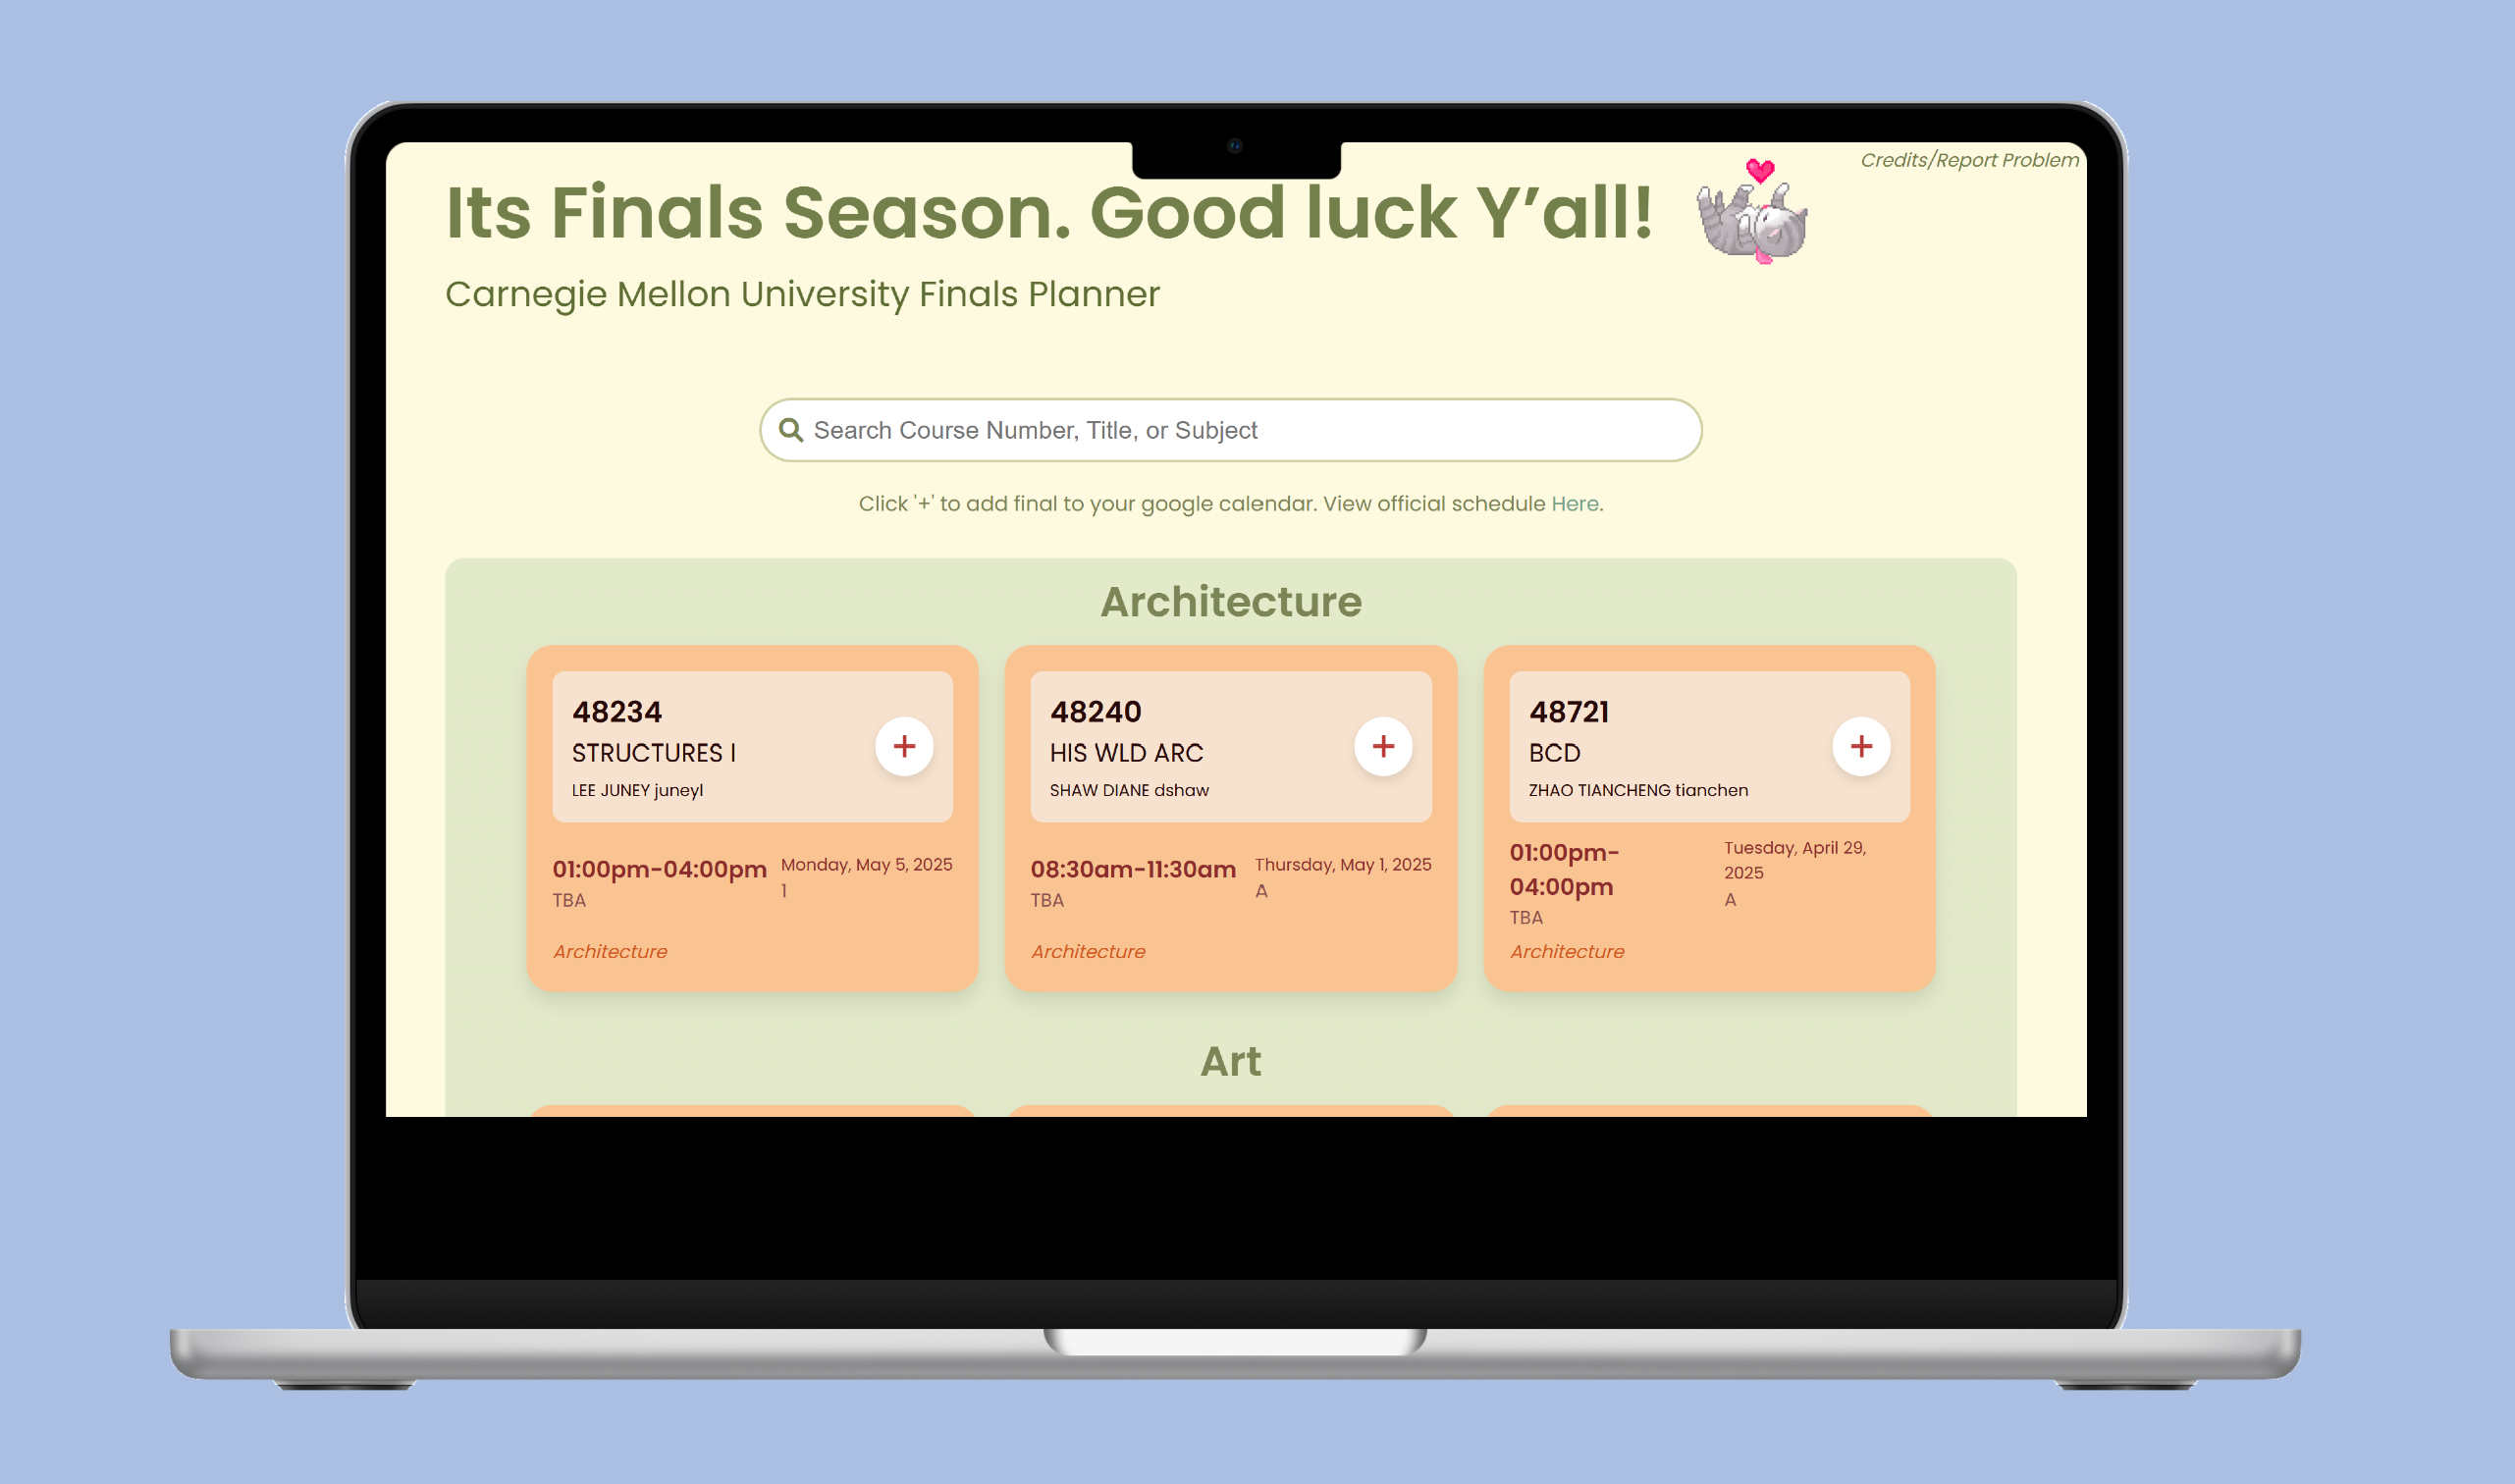 Credits/Report Problem
Its Finals Season. Good luck Y’all!
Carnegie Mellon University Finals Planner
Search Course Number, Title, or Subject
Click '+' to add final to your google calendar. View official schedule Here.
Architecture
48234
STRUCTURES I
LEE JUNEY juneyl
+
01:00pm-04:00pm
TBA
Monday, May 5, 2025
1
Architecture
48240
HIS WLD ARC
SHAW DIANE dshaw
+
08:30am-11:30am
TBA
Thursday, May 1, 2025
A
Architecture
48721
BCD
ZHAO TIANCHENG tianchen
+
01:00pm-
04:00pm
TBA
Tuesday, April 29,
2025
A
Architecture
Art